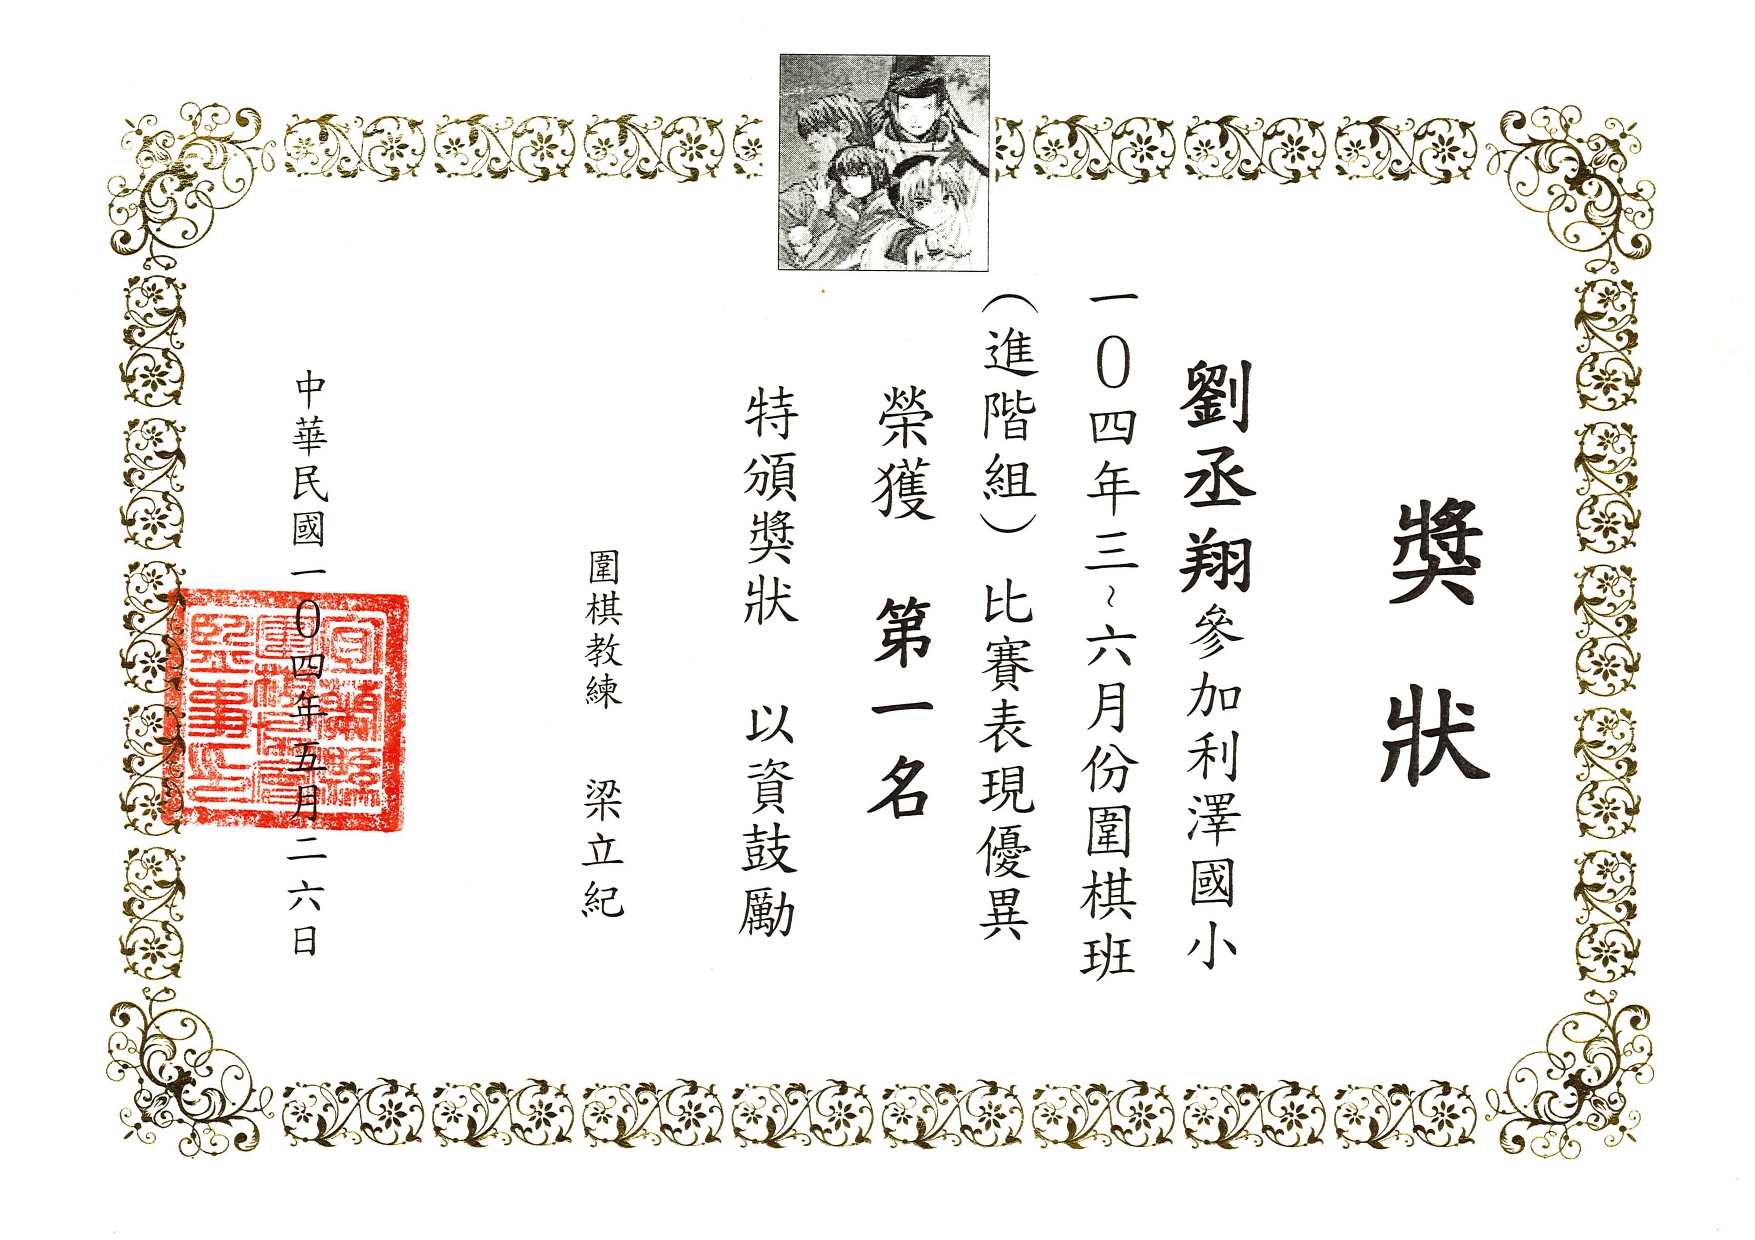 獎狀
劉丞翔參加利澤國小
一0四年三~六月份圍棋班
(進階組) 比賽表現優異
榮獲 第一名
特頒獎狀 以資鼓勵
圍棋教練 梁立紀
中華民國一0四年五月二六日